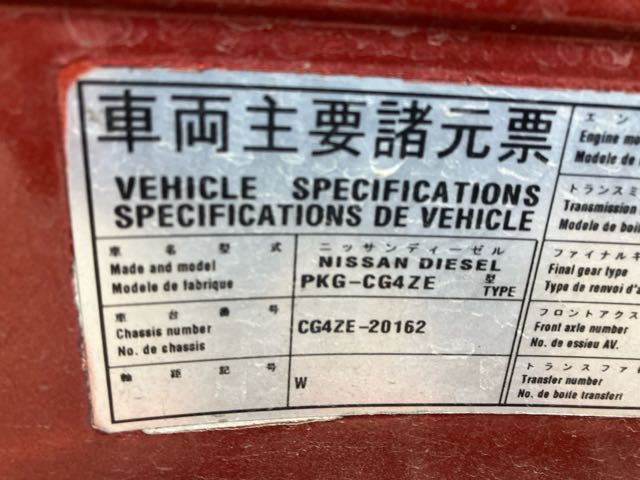 車両主要諸元票
VEHICLE SPECIFICATIONS
SPECIFICATIONS DE VEHICLE
車名型式
Made and model
Modele de fabrique
ニッサンディーゼル
NISSAN DIESEL
PKG-CG4ZE 型
TYPE
車台番号
Chassis number
No. de chassis
CG4ZE-20162
軸距記号
W
エン
Engine mo
Modele de
トランスミ
Transmission
Modele de boit
ファイナルギ
Final gear type
Type de renvoi d'a
フロントアクス
Front axle number
No. de essieu AV.
トランスファ
Transfer number
No. de boite transfert